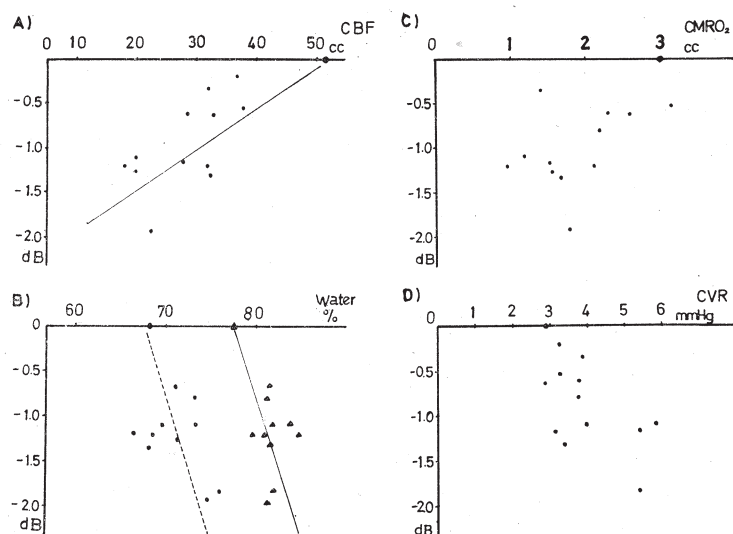 A)
CBF
0 10 20 30 40 50 cc
-0.5
-1.0
-1.5
-2.0
dB
C)
CMRO₂
0 1 2 3 cc
-0.5
-1.0
-1.5
-2.0
dB
B)
60 70 80 Water %
0
-0.5
-1.0
-1.5
-2.0
dB
D)
CVR
0 1 2 3 4 5 6 mmHg
-0.5
-1.0
-1.5
-2.0
dB